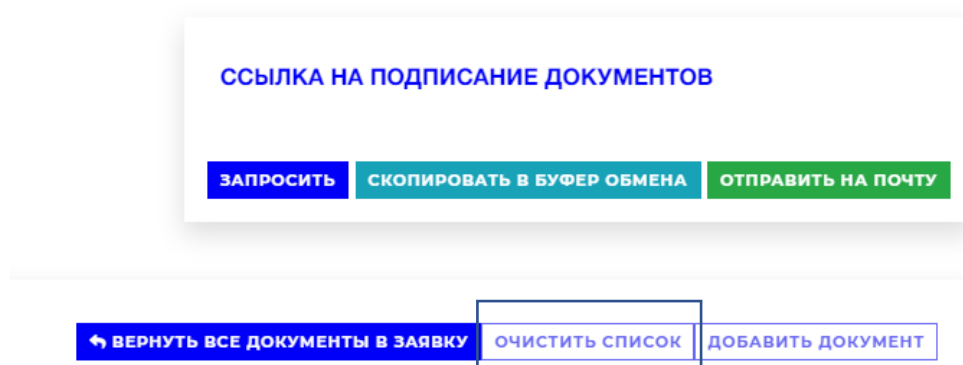 ССЫЛКА НА ПОДПИСАНИЕ ДОКУМЕНТОВ
ЗАПРОСИТЬ СКОПИРОВАТЬ В БУФЕР ОБМЕНА ОТПРАВИТЬ НА ПОЧТУ
ВЕРНУТЬ ВСЕ ДОКУМЕНТЫ В ЗАЯВКУ ОЧИСТИТЬ СПИСОК ДОБАВИТЬ ДОКУМЕНТ